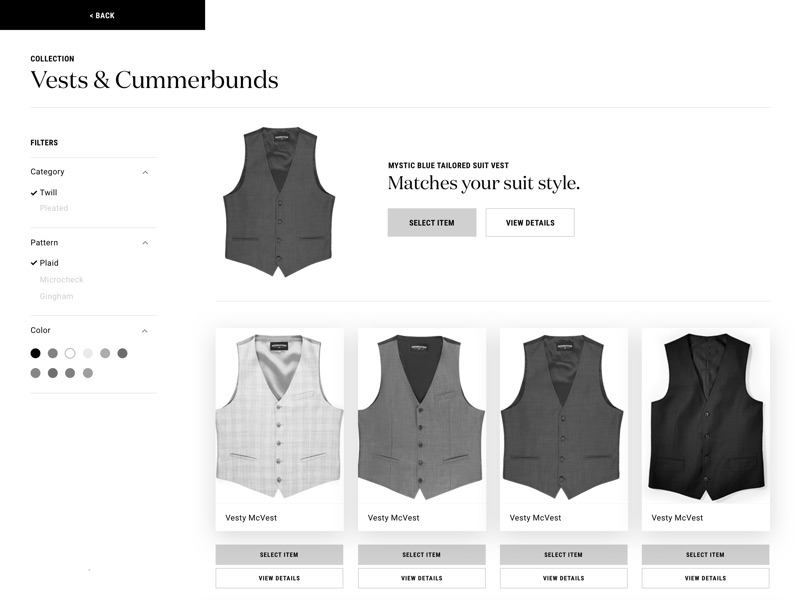 < BACK
COLLECTION
Vests & Cummerbunds
FILTERS
Category
Twill
Pleated
Pattern
Plaid
Microcheck
Gingham
Color
MYSTIC BLUE TAILORED SUIT VEST
Matches your suit style.
SELECT ITEM
VIEW DETAILS
Vesty McVest
Vesty McVest
Vesty McVest
Vesty McVest
SELECT ITEM
SELECT ITEM
SELECT ITEM
SELECT ITEM
VIEW DETAILS
VIEW DETAILS
VIEW DETAILS
VIEW DETAILS